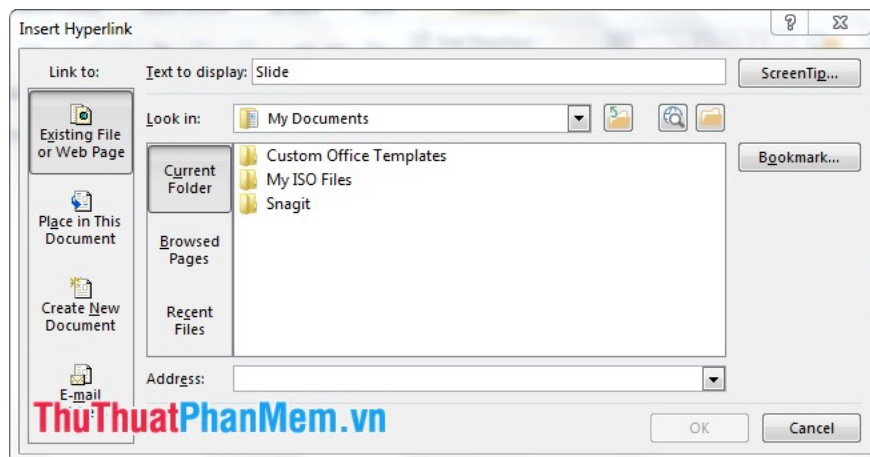 Insert Hyperlink
Link to:
Text to display: Slide
ScreenTip...
Existing File
or Web Page
Look in: My Documents
Current
Folder
Custom Office Templates
My ISO Files
Snagit
Bookmark...
Place in This
Document
Browsed
Pages
Create New
Document
Recent
Files
E-mail
Address:
ThuThuatPhanMem.vn
OK
Cancel